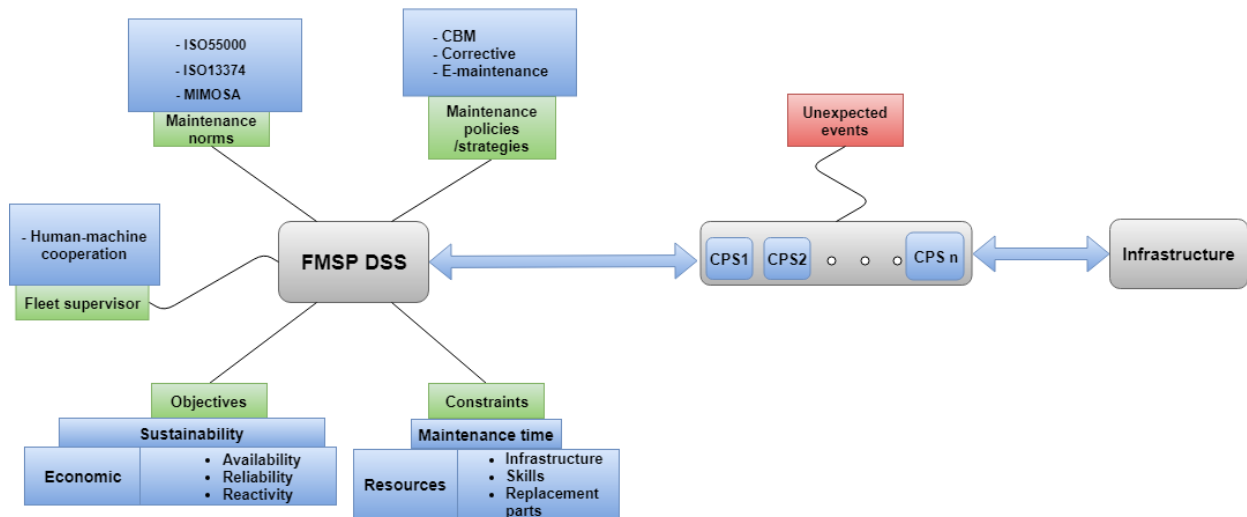 - ISO55000
- ISO13374
- MIMOSA
Maintenance
norms
- CBM
- Corrective
- E-maintenance
Maintenance
policies
/strategies
Unexpected
events
- Human-machine
cooperation
Fleet supervisor
FMSP DSS
CPS1
CPS2
CPS n
Infrastructure
Objectives
Sustainability
Economic
• Availability
• Reliability
• Reactivity
Constraints
Maintenance time
Resources
• Infrastructure
• Skills
• Replacement
parts